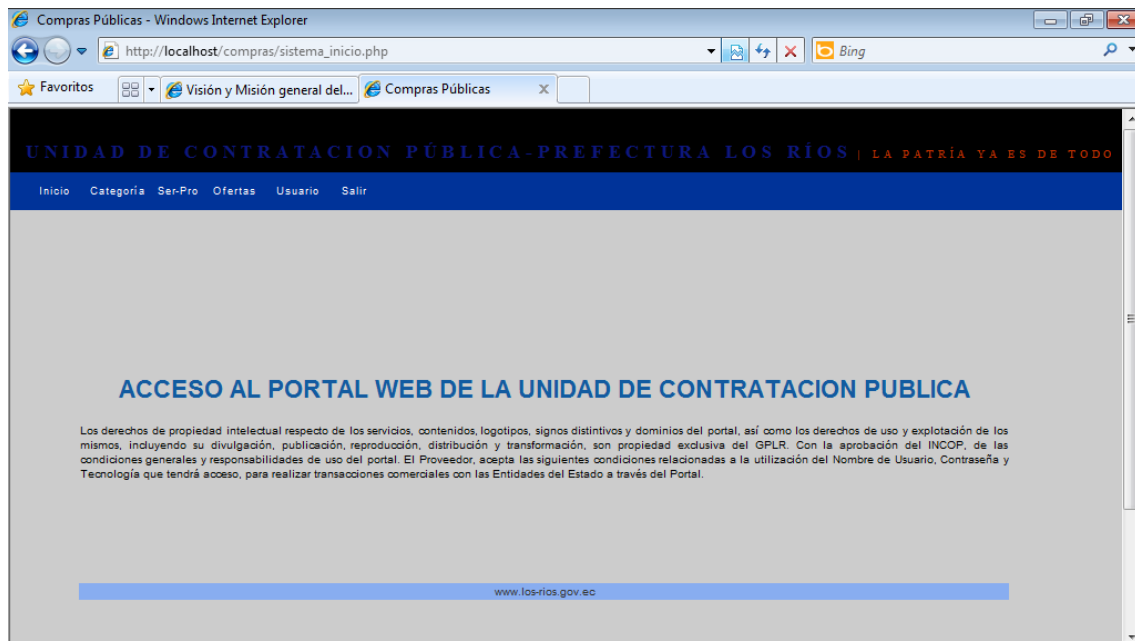 Compras Públicas - Windows Internet Explorer
http://localhost/compras/sistema_inicio.php
Bing
Favoritos
Visión y Misión general del...
Compras Públicas
UNIDAD DE CONTRATACION PÚBLICA-PREFECTURA LOS RÍOS | LA PATRÍA YA ES DE TODO
Inicio Categoría Ser-Pro Ofertas Usuario Salir
ACCESO AL PORTAL WEB DE LA UNIDAD DE CONTRATACION PUBLICA
Los derechos de propiedad intelectual respecto de los servicios, contenidos, logotipos, signos distintivos y dominios del portal, así como los derechos de uso y explotación de los
mismos, incluyendo su divulgación, publicación, reproducción, distribución y transformación, son propiedad exclusiva del GPLR. Con la aprobación del INCOP, de las
condiciones generales y responsabilidades de uso del portal. El Proveedor, acepta las siguientes condiciones relacionadas a la utilización del Nombre de Usuario, Contraseña y
Tecnología que tendrá acceso, para realizar transacciones comerciales con las Entidades del Estado a través del Portal.
www.los-rios.gov.ec